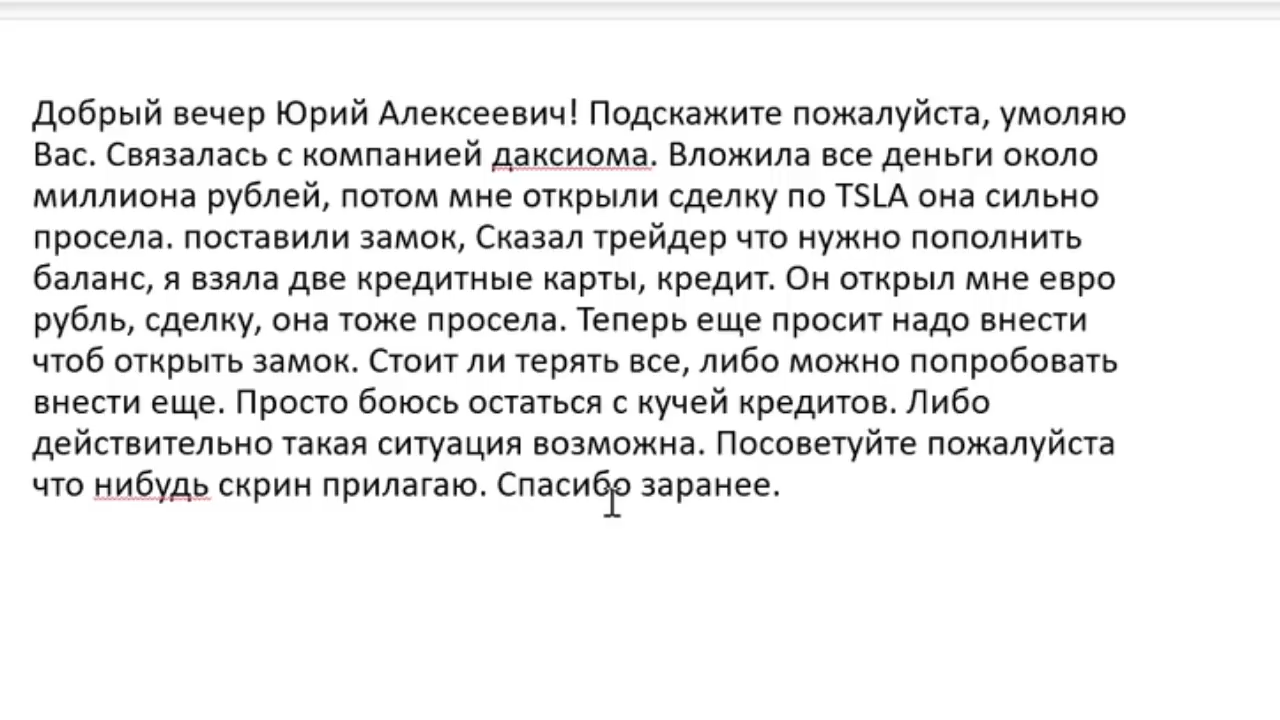 Добрый вечер Юрий Алексеевич! Подскажите пожалуйста, умоляю
Вас. Связалась с компанией даксиома. Вложила все деньги около
миллиона рублей, потом мне открыли сделку по TSLA она сильно
просела. поставили замок, Сказал трейдер что нужно пополнить
баланс, я взяла две кредитные карты, кредит. Он открыл мне евро
рубль, сделку, она тоже просела. Теперь еще просит надо внести
чтоб открыть замок. Стоит ли терять все, либо можно попробовать
внести еще. Просто боюсь остаться с кучей кредитов. Либо
действительно такая ситуация возможна. Посоветуйте пожалуйста
что нибудь скрин прилагаю. Спасибо заранее.